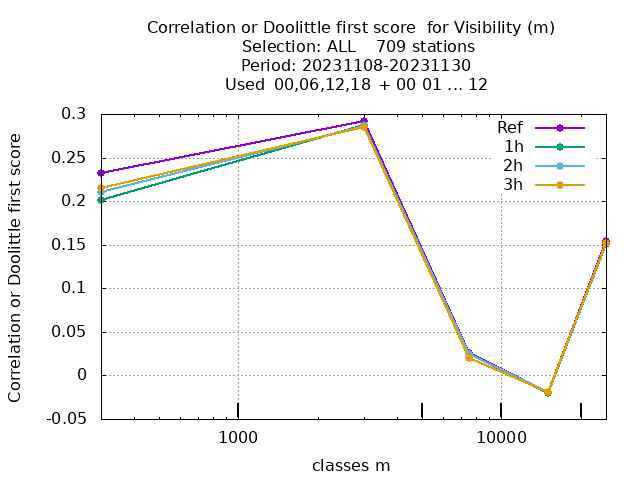 Correlation or Doolittle first score  for Visibility (m)
Selection: ALL    709 stations
Period: 20231108-20231130
Used  00,06,12,18  + 00 01 ... 12
Correlation or Doolittle first score
0.3
0.25
0.2
0.15
0.1
0.05
0
-0.05
Ref
1h
2h
3h
1000
10000
classes m